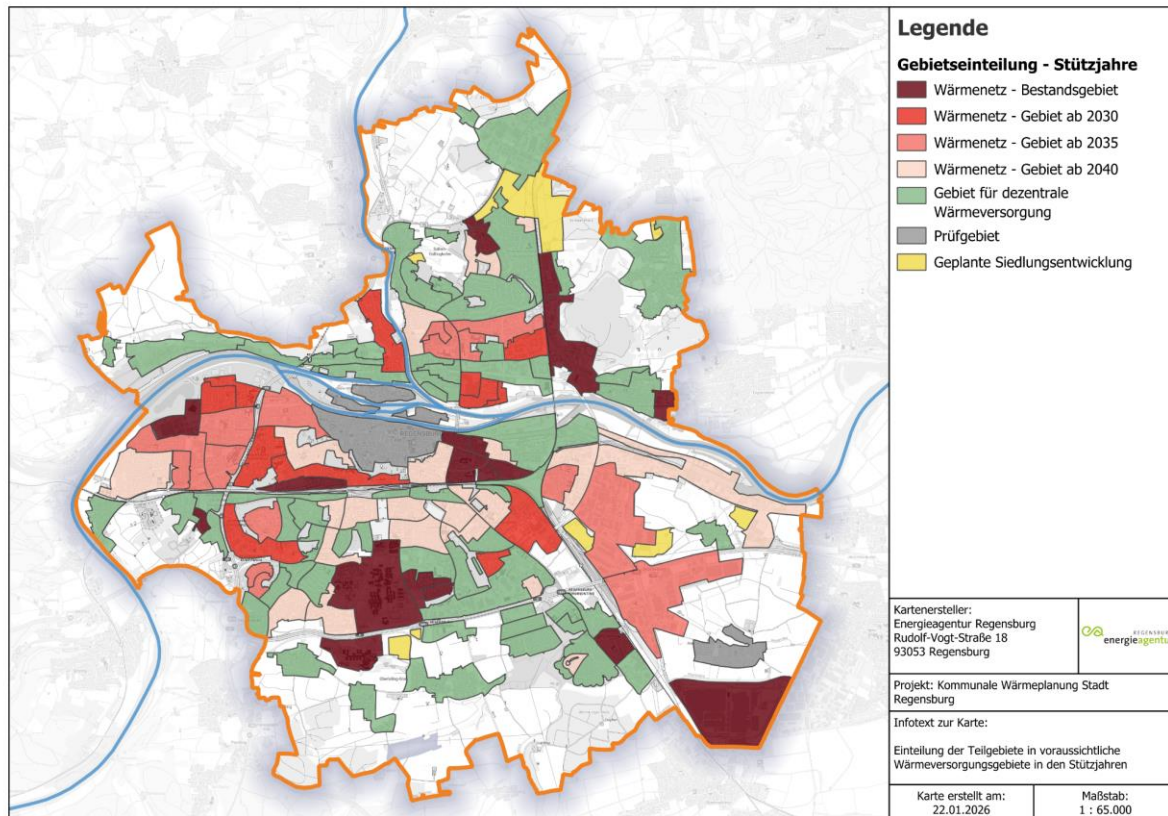 Legende
Gebietseinteilung - Stützjahre
Wärmenetz - Bestandsgebiet
Wärmenetz - Gebiet ab 2030
Wärmenetz - Gebiet ab 2035
Wärmenetz - Gebiet ab 2040
Gebiet für dezentrale
Wärmeversorgung
Prüfgebiet
Geplante Siedlungsentwicklung
Kartenersteller:
Energieagentur Regensburg
Rudolf-Vogt-Straße 18
93053 Regensburg
REGENSBURG
energieagentur
Projekt: Kommunale Wärmeplanung Stadt
Regensburg
Infotext zur Karte:
Einteilung der Teilgebiete in voraussichtliche
Wärmeversorgungsgebiete in den Stützjahren
Karte erstellt am:
22.01.2026
Maßstab:
1 : 65.000